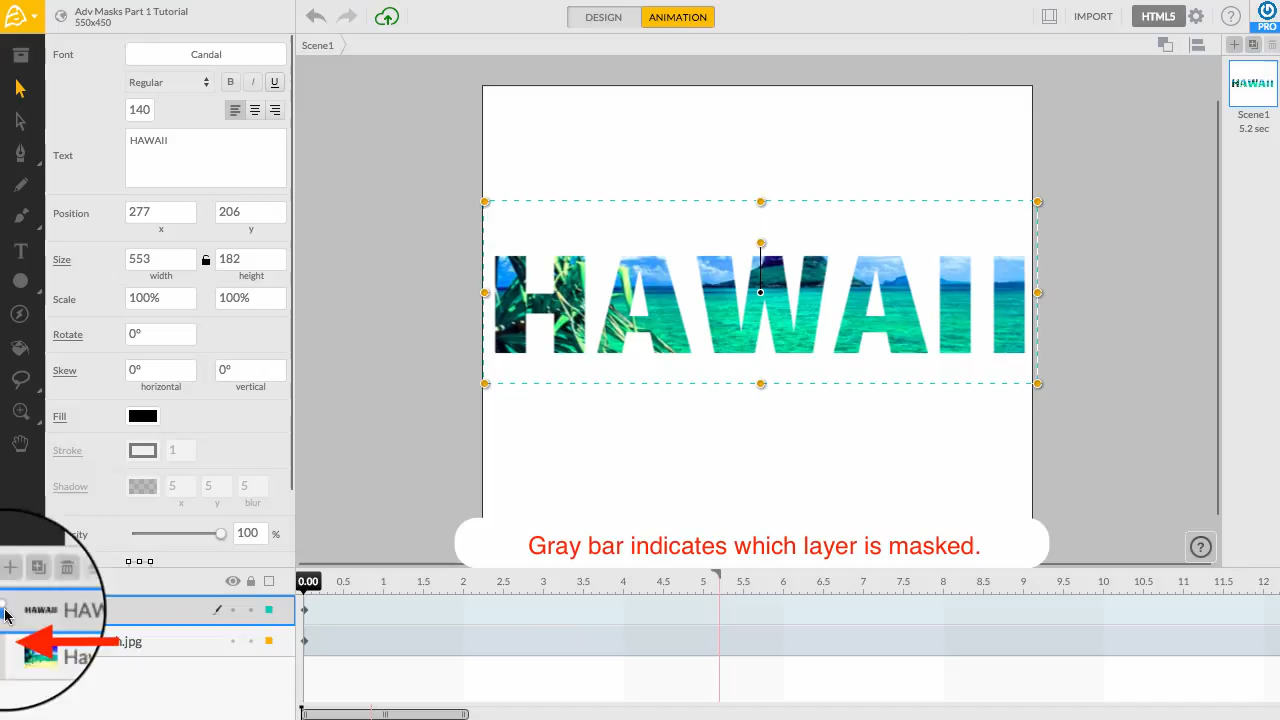 Adv Masks Part 1 Tutorial
550x450
DESIGN
ANIMATION
IMPORT
HTML5
?
PRO
Scene1
Font
Candal
Regular
B
I
U
140
Text
HAWAII
Position
277
206
x
y
Size
553
182
width
height
Scale
100%
100%
Rotate
0°
Skew
0°
0°
horizontal
vertical
Fill
Stroke
1
Shadow
5
5
5
x
y
blur
100
%
HAWAII
HAWAII
Scene1
5.2 sec
Gray bar indicates which layer is masked.
?
0.00
0.5
1
1.5
2
2.5
3
3.5
4
4.5
5
5.5
6
6.5
7
7.5
8
8.5
9
9.5
10
10.5
11
11.5
12
HAWAII
HAW
.jpg
Haw